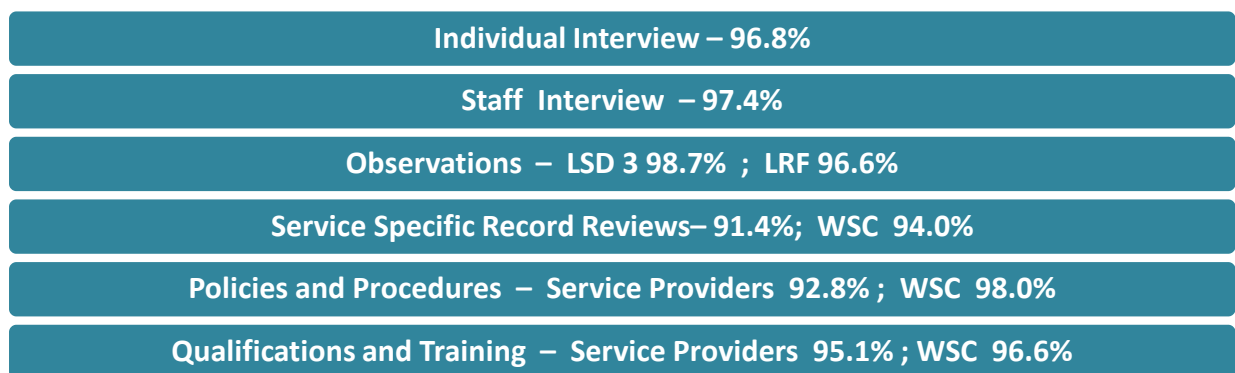 Individual Interview – 96.8%
Staff Interview – 97.4%
Observations – LSD 3 98.7% ; LRF 96.6%
Service Specific Record Reviews– 91.4%; WSC 94.0%
Policies and Procedures – Service Providers 92.8% ; WSC 98.0%
Qualifications and Training – Service Providers 95.1% ; WSC 96.6%